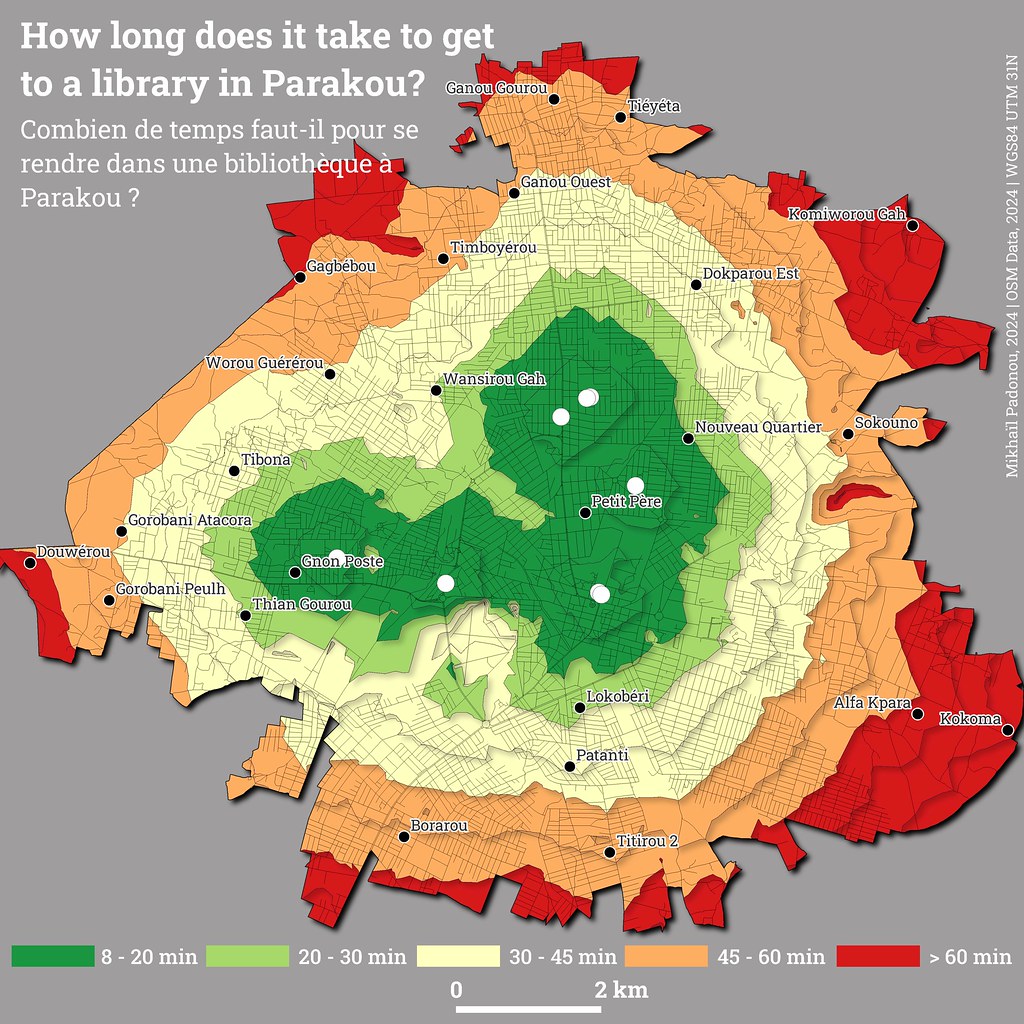 How long does it take to get
to a library in Parakou?
Combien de temps faut-il pour se
rendre dans une bibliothèque à
Parakou ?
Mikhaïl Padonou, 2024 | OSM Data, 2024 | WGS84 UTM 31N
Ganou Gourou
Tiéyéta
Ganou Ouest
Komiworou Gah
Timboyérou
Gagbébou
Dokparou Est
Worou Guérérou
Wansirou Gah
Nouveau Quartier
Sokouno
Tibona
Petit Père
Gorobani Atacora
Douwérou
Gnon Poste
Gorobani Peulh
Thian Gourou
Lokobéri
Alfa Kpara
Kokoma
Patanti
Borarou
Titirou 2
8 - 20 min
20 - 30 min
30 - 45 min
45 - 60 min
> 60 min
0
2 km